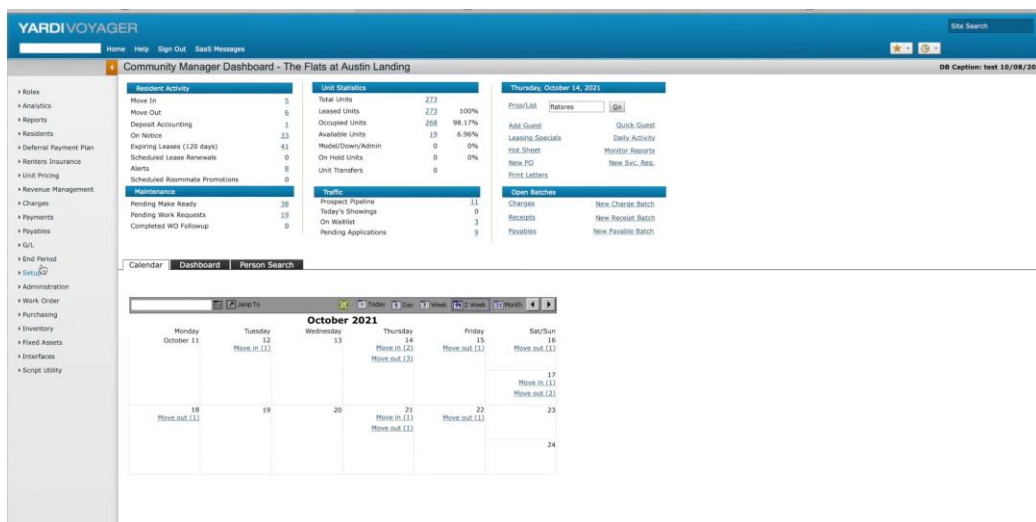 YARDI VOYAGER
Site Search
Home Help Sign Out SaaS Messages
Community Manager Dashboard - The Flats at Austin Landing
DB Caption: test 10/08/20
Roles
Analytics
Reports
Residents
Deferral Payment Plan
Renters Insurance
Unit Pricing
Revenue Management
Charges
Payments
Payables
G/L
End Period
Setup
Administration
Work Order
Purchasing
Inventory
Fixed Assets
Interfaces
Script Utility
Resident Activity
Move In 5
Move Out 6
Deposit Accounting 1
On Notice 33
Expiring Leases (120 days) 41
Scheduled Lease Renewals 0
Alerts 8
Scheduled Roommate Promotions 0
Maintenance
Pending Make Ready 38
Pending Work Requests 19
Completed WO Followup 0
Unit Statistics
Total Units 273
Leased Units 273 100%
Occupied Units 268 98.17%
Available Units 19 6.96%
Model/Down/Admin 0 0%
On Hold Units 0 0%
Unit Transfers 0
Traffic
Prospect Pipeline 11
Today's Showings 0
On Waitlist 3
Pending Applications 9
Thursday, October 14, 2021
Prop/List flatsres Go
Add Guest Quick Guest
Leasing Specials Daily Activity
Hot Sheet Monitor Reports
New PO New Svc. Req.
Print Letters
Open Batches
Charges New Charge Batch
Receipts New Receipt Batch
Payables New Payable Batch
Calendar Dashboard Person Search
Jump To Today Day Week 2 Week Month
October 2021
Monday Tuesday Wednesday Thursday Friday Sat/Sun
October 11 12 13 14 15 16
Move in (1) Move in (2) Move out (1) Move out (1)
Move out (3)
17
Move in (1)
Move out (2)
18 19 20 21 22 23
Move out (1) Move in (1) Move out (1)
Move out (1)
24